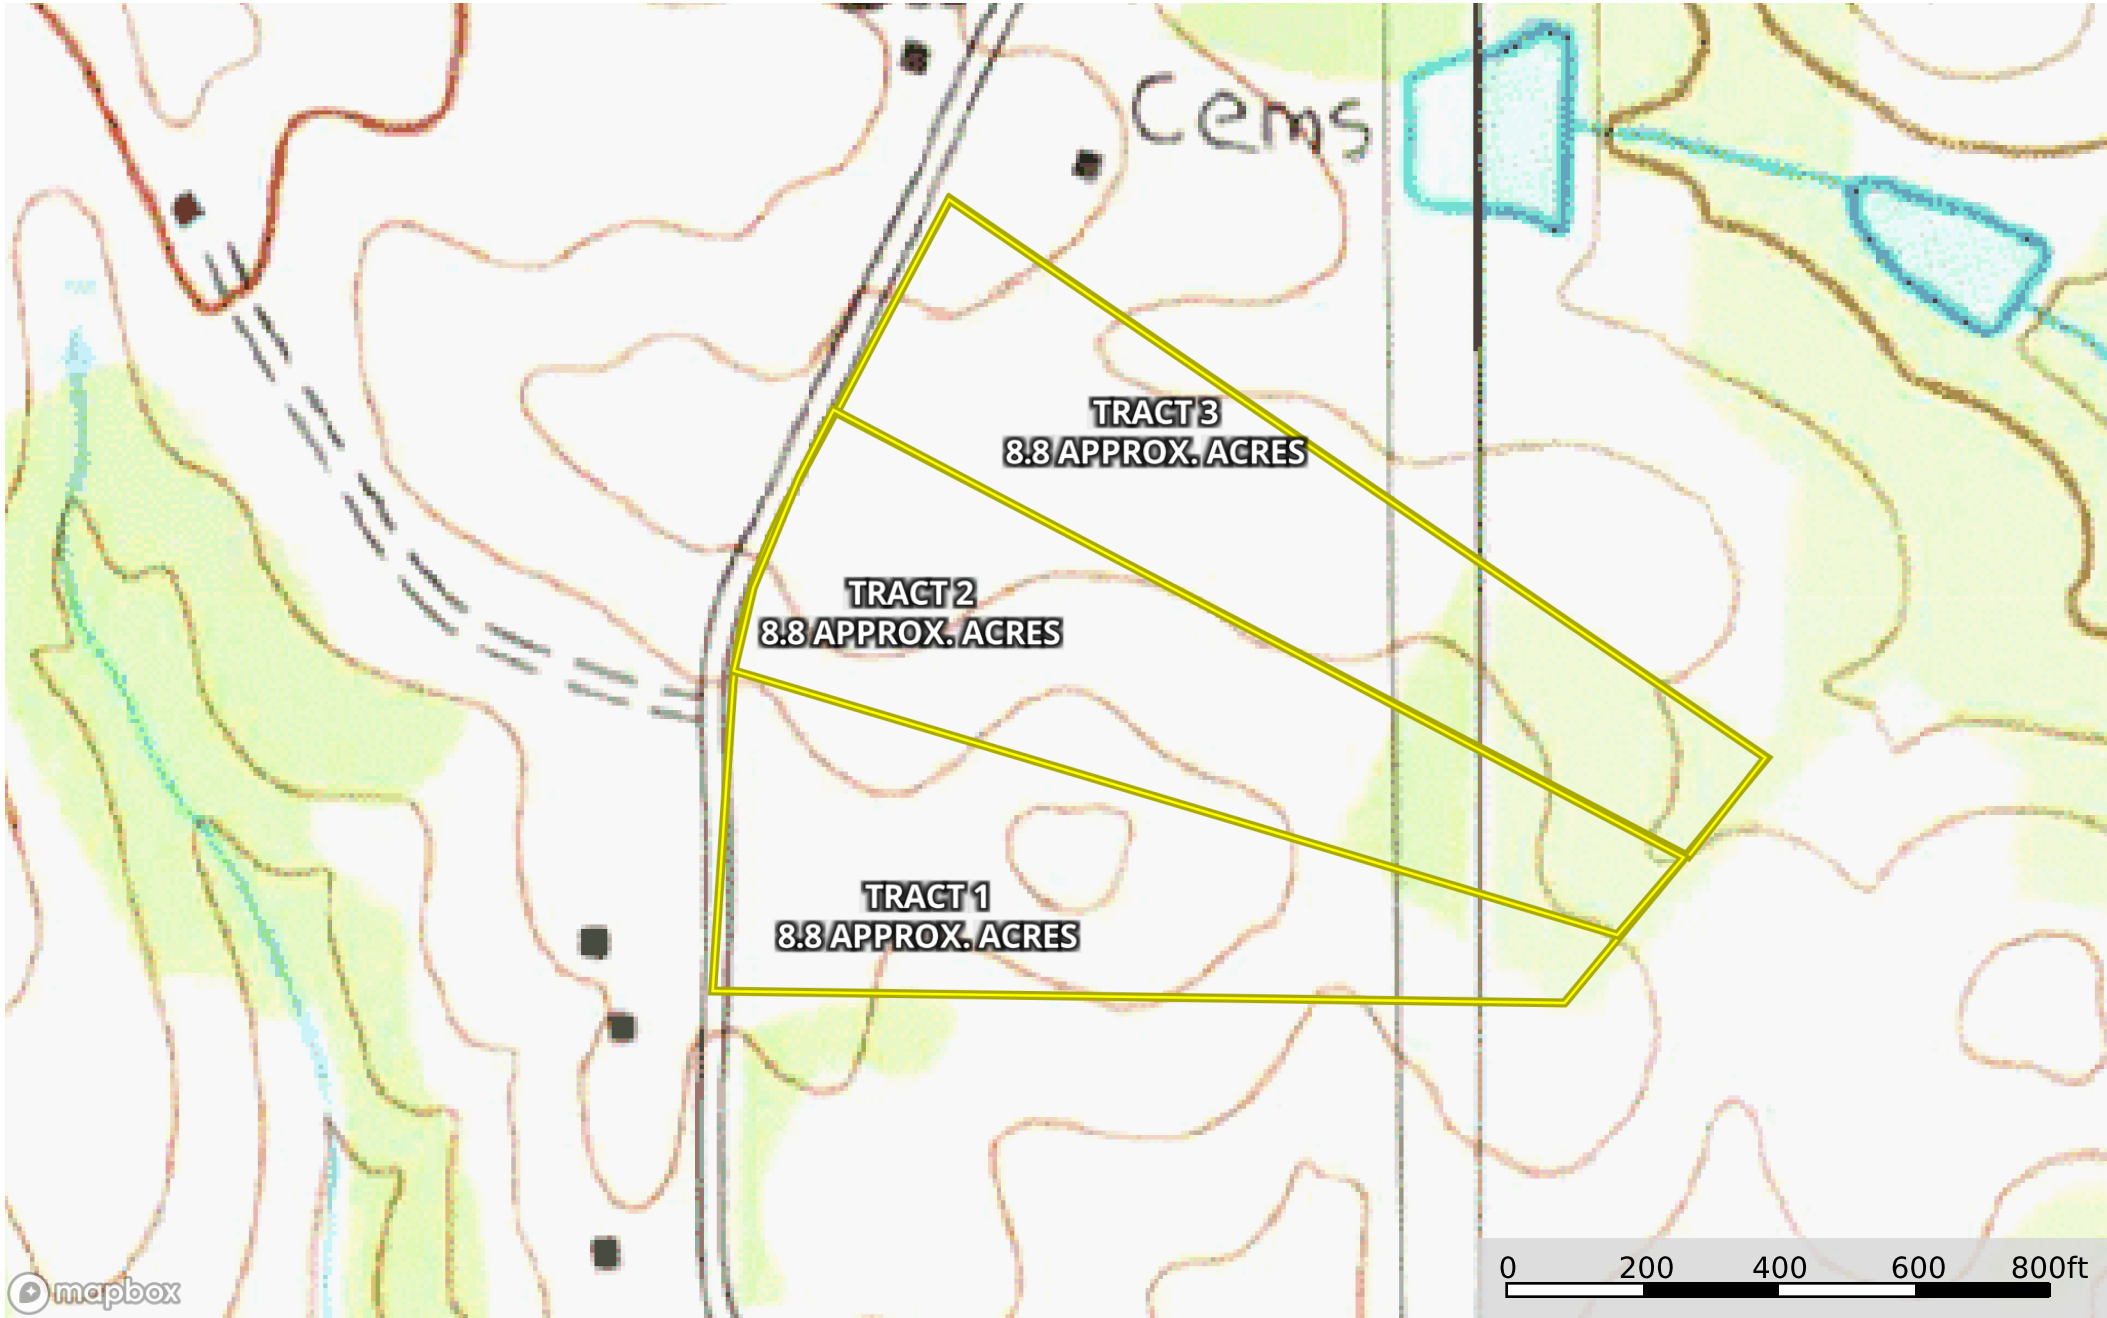 Cems
TRACT 3
8.8 APPROX. ACRES
TRACT 2
8.8 APPROX. ACRES
TRACT 1
8.8 APPROX. ACRES
0 200 400 600 800ft
mapbox